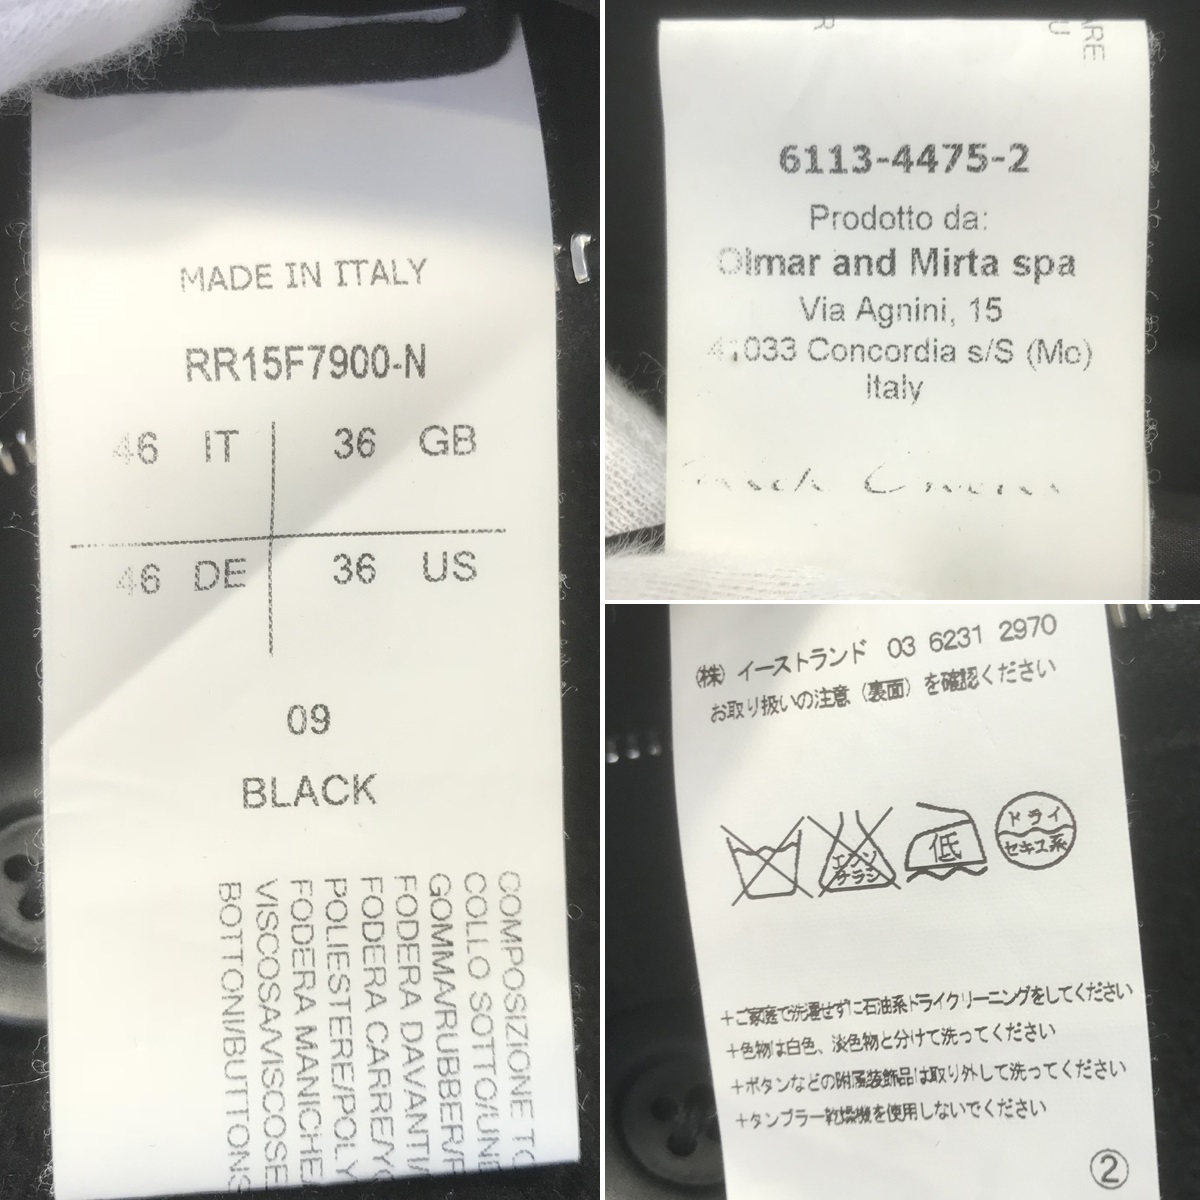 MADE IN ITALY
RR15F7900-N
46 IT 36 GB
46 DE 36 US
09
BLACK
COMPOSIZIONE
COLLO SOTTO/UN
GOMMA/RUBBER/
FODERA DAVANTI/
FODERA CARRE/Y
POLIESTERE/POLY
FODERA MANICHE/
VISCOSA/VISCOSE
BOTTONI/BUTTONS
6113-4475-2
Prodotto da:
Olmar and Mirta spa
Via Agnini, 15
41033 Concordia s/S (Mo)
Italy
㈱ イーストランド 03 6231 2970
お取り扱いの注意（裏面）を確認ください
エンソ
サラシ
低
ドライ
セキユ系
+ご家庭で洗濯せずに石油系ドライクリーニングをしてください
+色物は白色、淡色物と分けて洗ってください
+ボタンなどの附属装飾品は取り外して洗ってください
+タンブラー乾燥機を使用しないでください
②